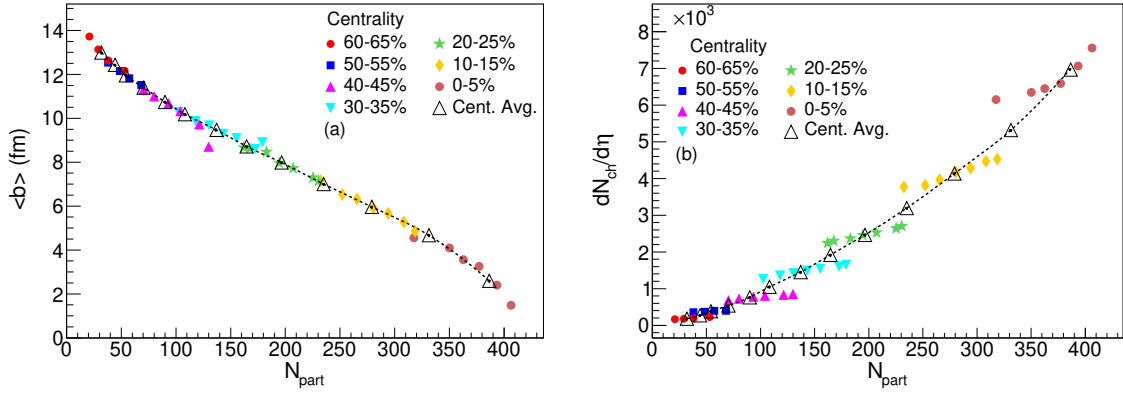 Centrality
60-65%
50-55%
40-45%
30-35%
20-25%
10-15%
0-5%
Cent. Avg.
(a)
14
12
10
8
6
4
2
0
<b> (fm)
0 50 100 150 200 250 300 350 400
N_part
×10³
Centrality
60-65%
50-55%
40-45%
30-35%
20-25%
10-15%
0-5%
Cent. Avg.
(b)
8
7
6
5
4
3
2
1
0
dN_ch/dη
0 50 100 150 200 250 300 350 400
N_part